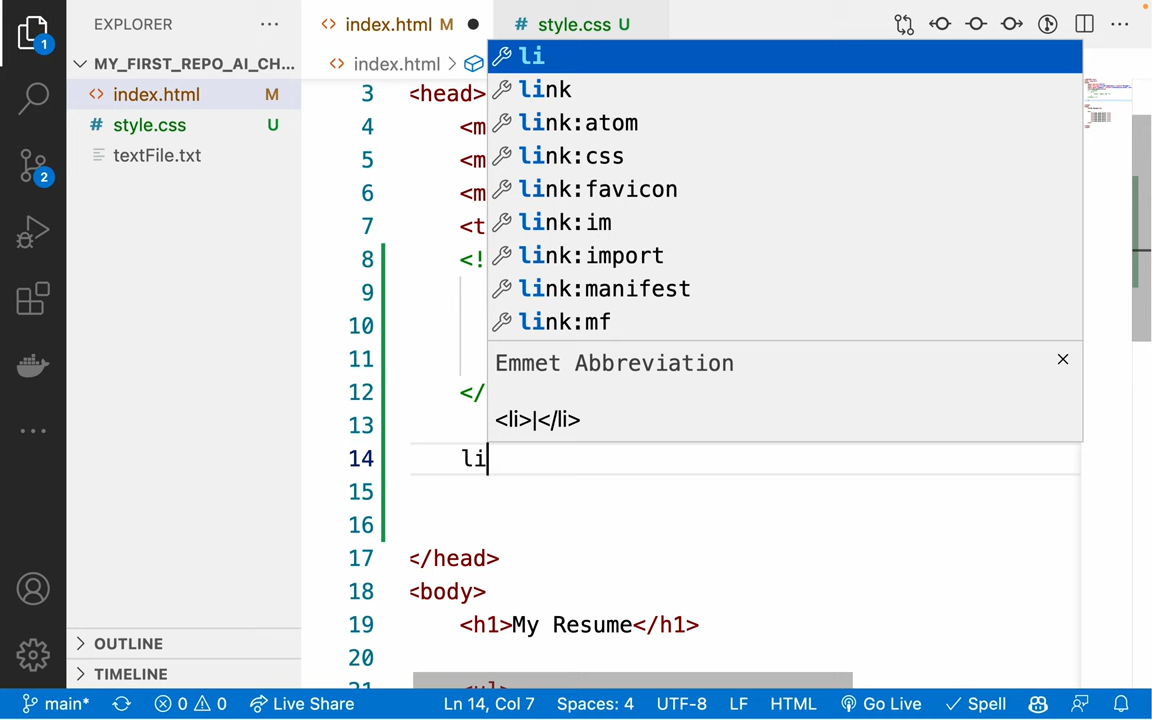 EXPLORER ...
index.html M
# style.css U
...
MY_FIRST_REPO_AI_CH...
index.html M
# style.css U
textFile.txt
1
2
index.html
li
link
link:atom
link:css
link:favicon
link:im
link:import
link:manifest
link:mf
Emmet Abbreviation
<li>|</li>
3 <head>
4 <m
5 <m
6 <m
7 <t
8 <!
9
10
11
12 </
13
14 li
15
16
17 </head>
18 <body>
19 <h1>My Resume</h1>
20
21 <ul>
OUTLINE
TIMELINE
main* 0 0 Live Share Ln 14, Col 7 Spaces: 4 UTF-8 LF HTML Go Live Spell